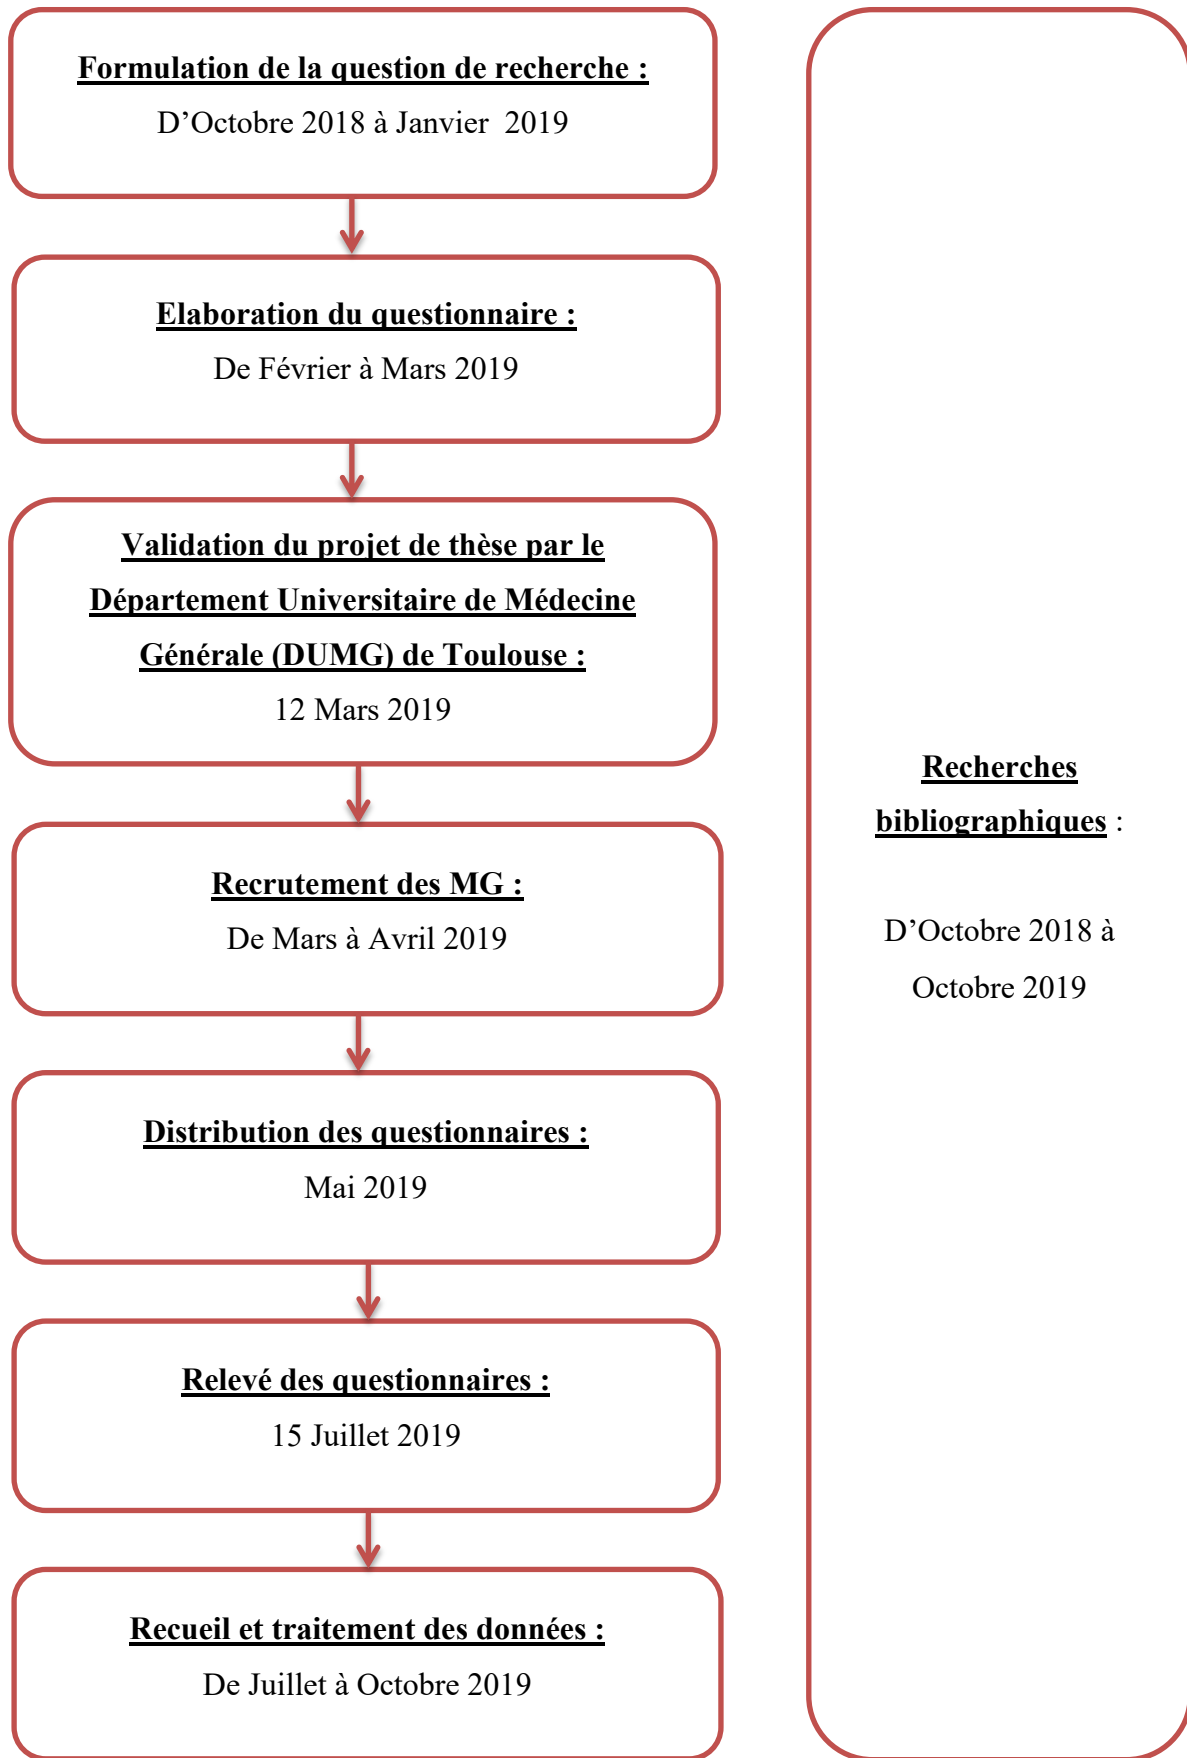 Formulation de la question de recherche :
D’Octobre 2018 à Janvier  2019
Elaboration du questionnaire :
De Février à Mars 2019
Validation du projet de thèse par le
Département Universitaire de Médecine
Générale (DUMG) de Toulouse :
12 Mars 2019
Recrutement des MG :
De Mars à Avril 2019
Distribution des questionnaires :
Mai 2019
Relevé des questionnaires :
15 Juillet 2019
Recueil et traitement des données :
De Juillet à Octobre 2019
Recherches
bibliographiques :
D’Octobre 2018 à
Octobre 2019